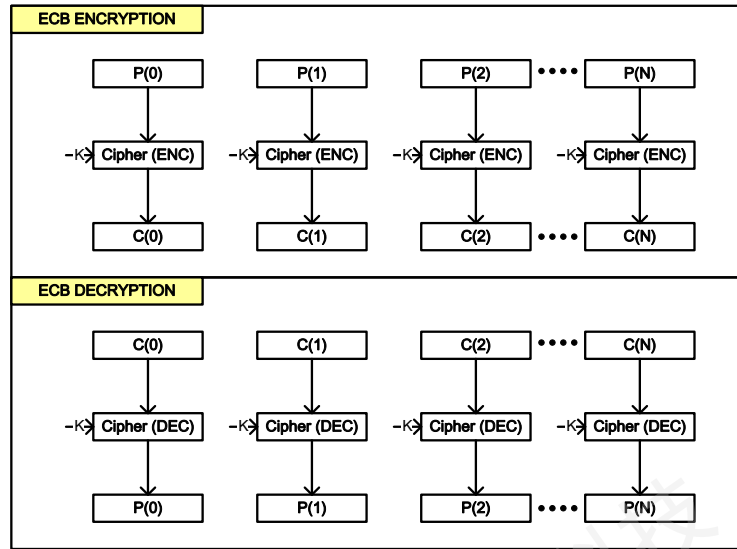 ECB ENCRYPTION
P(0) P(1) P(2) •••• P(N)
–K Cipher (ENC) –K Cipher (ENC) –K Cipher (ENC) –K Cipher (ENC)
C(0) C(1) C(2) •••• C(N)
ECB DECRYPTION
C(0) C(1) C(2) •••• C(N)
–K Cipher (DEC) –K Cipher (DEC) –K Cipher (DEC) –K Cipher (DEC)
P(0) P(1) P(2) •••• P(N)
技